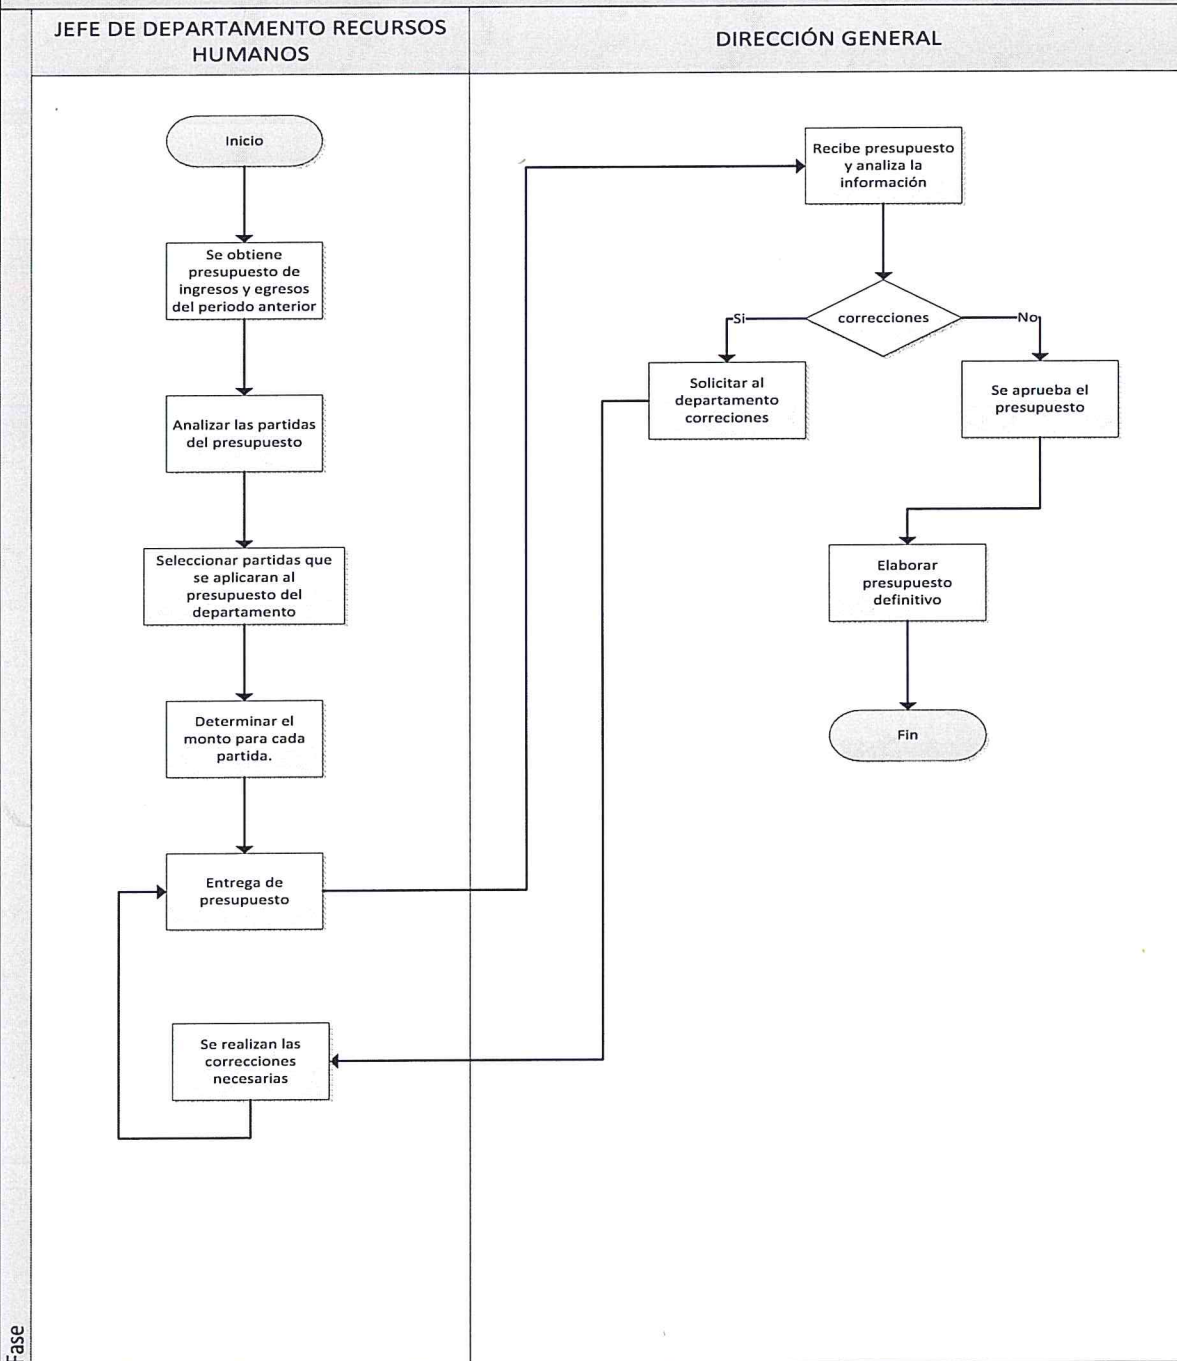 JEFE DE DEPARTAMENTO RECURSOS
HUMANOS
DIRECCIÓN GENERAL
Inicio
Se obtiene
presupuesto de
ingresos y egresos
del periodo anterior
Analizar las partidas
del presupuesto
Seleccionar partidas que
se aplicaran al
presupuesto del
departamento
Determinar el
monto para cada
partida.
Entrega de
presupuesto
Se realizan las
correcciones
necesarias
Recibe presupuesto
y analiza la
información
correcciones
Si
No
Solicitar al
departamento
correciones
Se aprueba el
presupuesto
Elaborar
presupuesto
definitivo
Fin
Fase